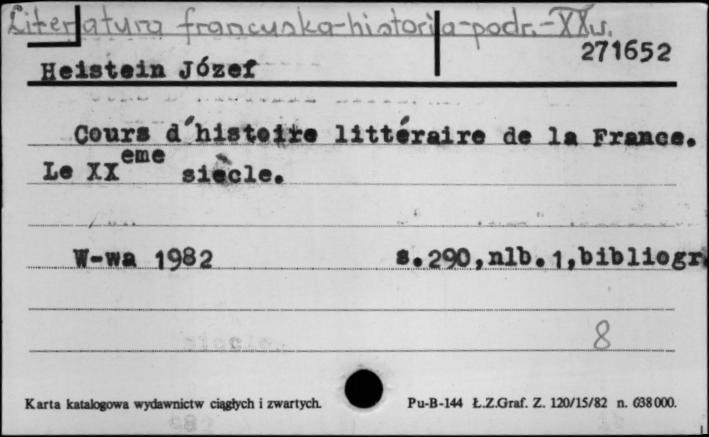 Literatura francuska-historia-podr.-XXw.
271652
Heistein Józef
Cours d'histoire littéraire de la France.
Le XXeme siècle.
W-wa 1982 s.290,nlb.1,bibliogr.
8
Karta katalogowa wydawnictw ciągłych i zwartych. Pu-B-144 Ł.Z.Graf. Z. 120/15/82 n. 638000.